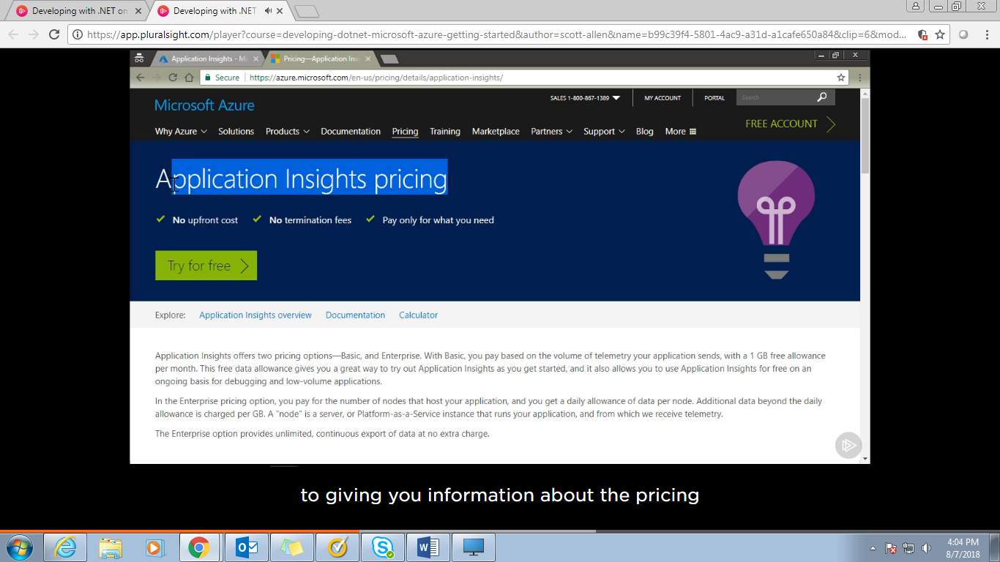 Developing with .NET on
Developing with .NET
https://app.pluralsight.com/player?course=developing-dotnet-microsoft-azure-getting-started&author=scott-allen&name=b99c39f4-5801-4ac9-a31d-a1cafe650a84&clip=6&mod...
Application Insights - Mi
Pricing—Application Ins
Secure
https://azure.microsoft.com/en-us/pricing/details/application-insights/
Microsoft Azure
SALES 1-800-867-1389
MY ACCOUNT
PORTAL
Search
FREE ACCOUNT
Why Azure Solutions Products Documentation Pricing Training Marketplace Partners Support Blog More
Application Insights pricing
No upfront cost No termination fees Pay only for what you need
Try for free
Explore: Application Insights overview Documentation Calculator
Application Insights offers two pricing options—Basic, and Enterprise. With Basic, you pay based on the volume of telemetry your application sends, with a 1 GB free allowance
per month. This free data allowance gives you a great way to try out Application Insights as you get started, and it also allows you to use Application Insights for free on an
ongoing basis for debugging and low-volume applications.
In the Enterprise pricing option, you pay for the number of nodes that host your application, and you get a daily allowance of data per node. Additional data beyond the daily
allowance is charged per GB. A “node” is a server, or Platform-as-a-Service instance that runs your application, and from which we receive telemetry.
The Enterprise option provides unlimited, continuous export of data at no extra charge.
to giving you information about the pricing
4:04 PM
8/7/2018